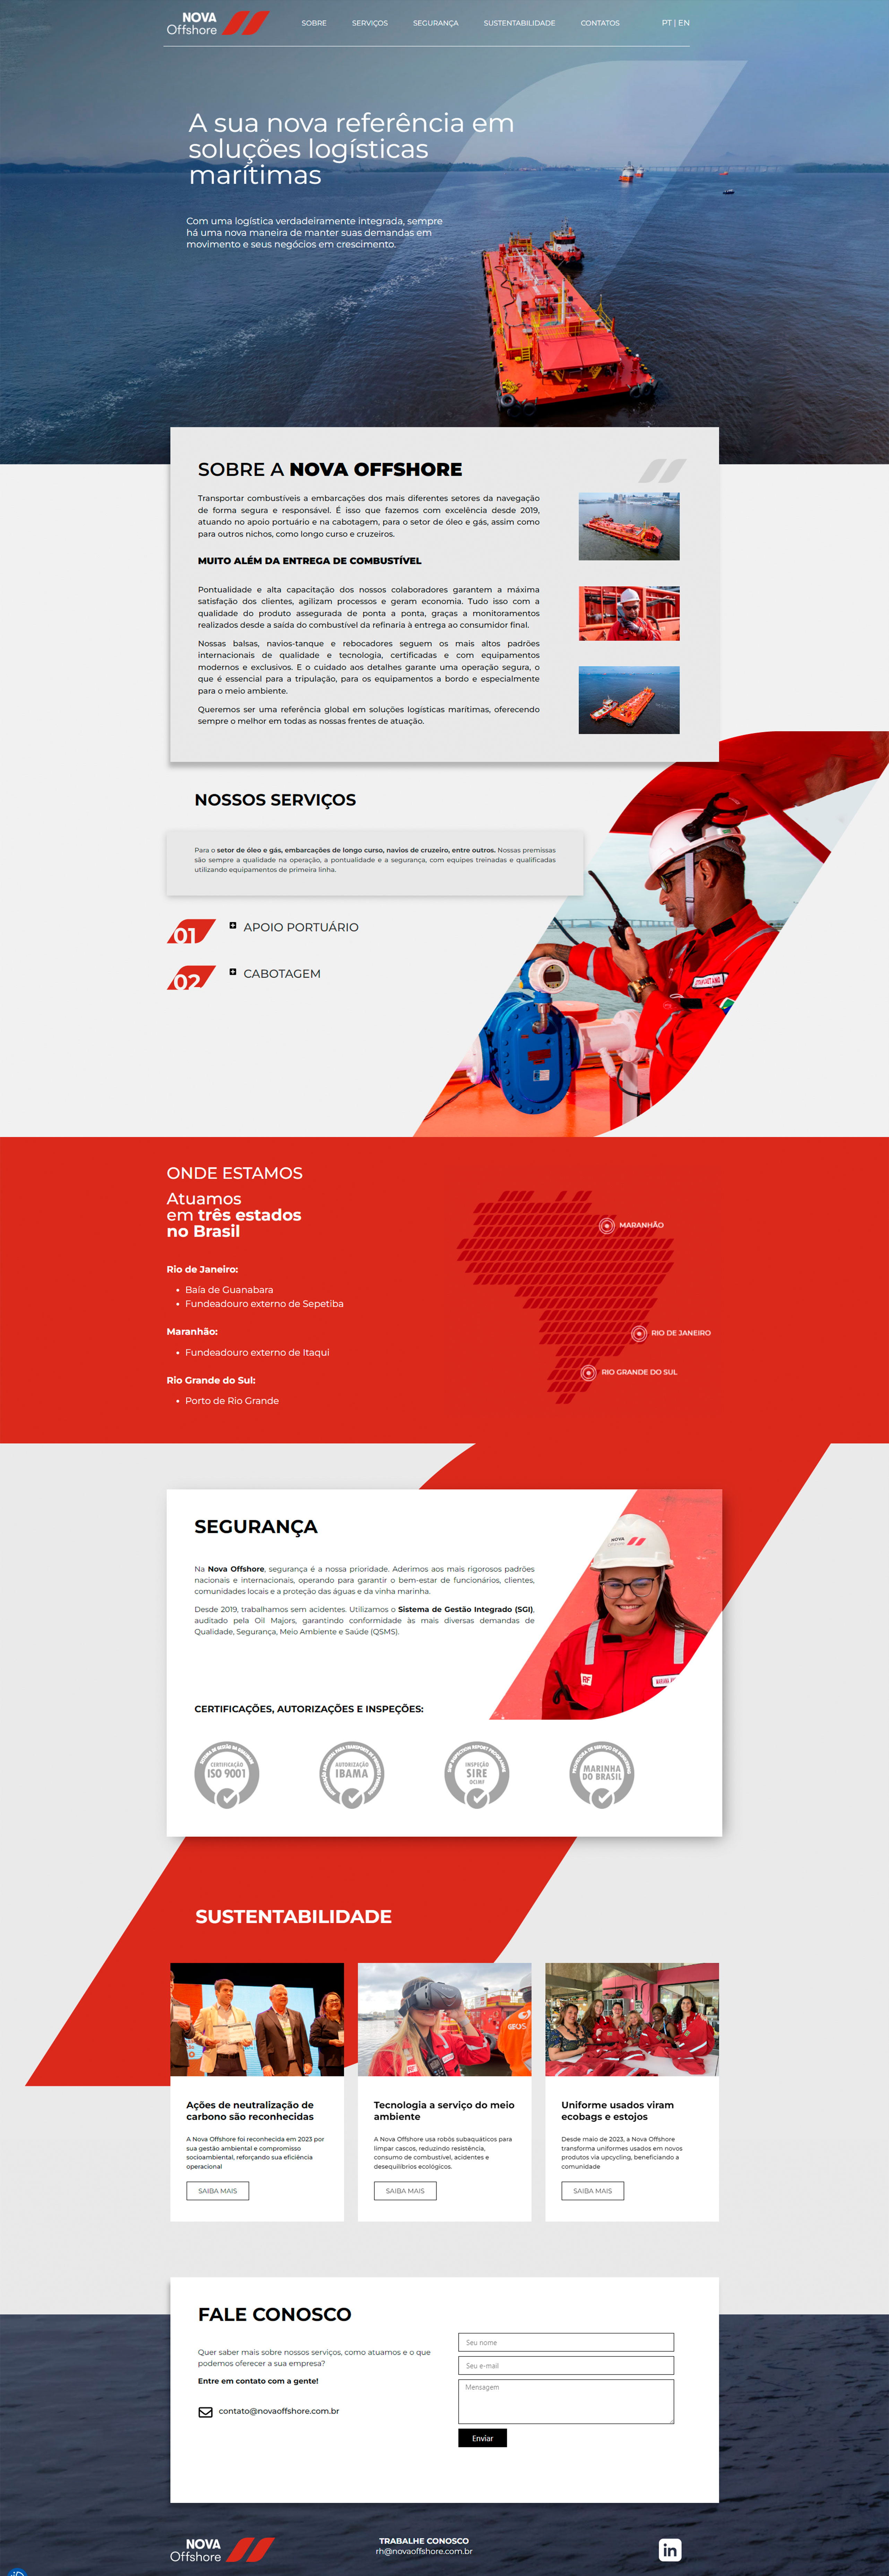 NOVA
Offshore
SOBRE
SERVIÇOS
SEGURANÇA
SUSTENTABILIDADE
CONTATOS
PT | EN
A sua nova referência em
soluções logísticas
marítimas
Com uma logística verdadeiramente integrada, sempre
há uma nova maneira de manter suas demandas em
movimento e seus negócios em crescimento.
SOBRE A NOVA OFFSHORE
Transportar combustíveis a embarcações dos mais diferentes setores da navegação
de forma segura e responsável. É isso que fazemos com excelência desde 2019,
atuando no apoio portuário e na cabotagem, para o setor de óleo e gás, assim como
para outros nichos, como longo curso e cruzeiros.
MUITO ALÉM DA ENTREGA DE COMBUSTÍVEL
Pontualidade e alta capacitação dos nossos colaboradores garantem a máxima
satisfação dos clientes, agilizam processos e geram economia. Tudo isso com a
qualidade do produto assegurada de ponta a ponta, graças a monitoramentos
realizados desde a saída do combustível da refinaria à entrega ao consumidor final.
Nossas balsas, navios-tanque e rebocadores seguem os mais altos padrões
internacionais de qualidade e tecnologia, certificadas e com equipamentos
modernos e exclusivos. E o cuidado aos detalhes garante uma operação segura, o
que é essencial para a tripulação, para os equipamentos a bordo e especialmente
para o meio ambiente.
Queremos ser uma referência global em soluções logísticas marítimas, oferecendo
sempre o melhor em todas as nossas frentes de atuação.
NOSSOS SERVIÇOS
Para o setor de óleo e gás, embarcações de longo curso, navios de cruzeiro, entre outros. Nossas premissas
são sempre a qualidade na operação, a pontualidade e a segurança, com equipes treinadas e qualificadas
utilizando equipamentos de primeira linha.
01
APOIO PORTUÁRIO
02
CABOTAGEM
ONDE ESTAMOS
Atuamos
em três estados
no Brasil
Rio de Janeiro:
• Baía de Guanabara
• Fundeadouro externo de Sepetiba
Maranhão:
• Fundeadouro externo de Itaqui
Rio Grande do Sul:
• Porto de Rio Grande
MARANHÃO
RIO DE JANEIRO
RIO GRANDE DO SUL
SEGURANÇA
Na Nova Offshore, segurança é a nossa prioridade. Aderimos aos mais rigorosos padrões
nacionais e internacionais, operando para garantir o bem-estar de funcionários, clientes,
comunidades locais e a proteção das águas e da vinha marinha.
Desde 2019, trabalhamos sem acidentes. Utilizamos o Sistema de Gestão Integrado (SGI),
auditado pela Oil Majors, garantindo conformidade às mais diversas demandas de
Qualidade, Segurança, Meio Ambiente e Saúde (QSMS).
NOVA
Offshore
RF
CERTIFICAÇÕES, AUTORIZAÇÕES E INSPEÇÕES:
CERTIFICAÇÃO
ISO 9001
AUTORIZAÇÃO
IBAMA
INSPEÇÃO
SIRE
OCIMF
MARINHA
DO BRASIL
SUSTENTABILIDADE
GEOS
RF
Ações de neutralização de
carbono são reconhecidas
A Nova Offshore foi reconhecida em 2023 por
sua gestão ambiental e compromisso
socioambiental, reforçando sua eficiência
operacional
SAIBA MAIS
Tecnologia a serviço do meio
ambiente
A Nova Offshore usa robôs subaquáticos para
limpar cascos, reduzindo resistência,
consumo de combustível, acidentes e
desequilíbrios ecológicos.
SAIBA MAIS
Uniforme usados viram
ecobags e estojos
Desde maio de 2023, a Nova Offshore
transforma uniformes usados em novos
produtos via upcycling, beneficiando a
comunidade
SAIBA MAIS
FALE CONOSCO
Quer saber mais sobre nossos serviços, como atuamos e o que
podemos oferecer a sua empresa?
Entre em contato com a gente!
contato@novaoffshore.com.br
Seu nome
Seu e-mail
Mensagem
Enviar
NOVA
Offshore
TRABALHE CONOSCO
rh@novaoffshore.com.br
in